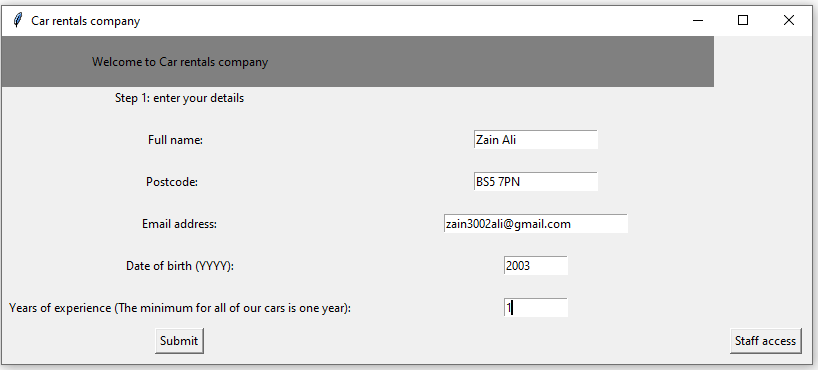 Car rentals company
Welcome to Car rentals company
Step 1: enter your details
Full name: Zain Ali
Postcode: BS5 7PN
Email address: zain3002ali@gmail.com
Date of birth (YYYY): 2003
Years of experience (The minimum for all of our cars is one year): 1
Submit Staff access